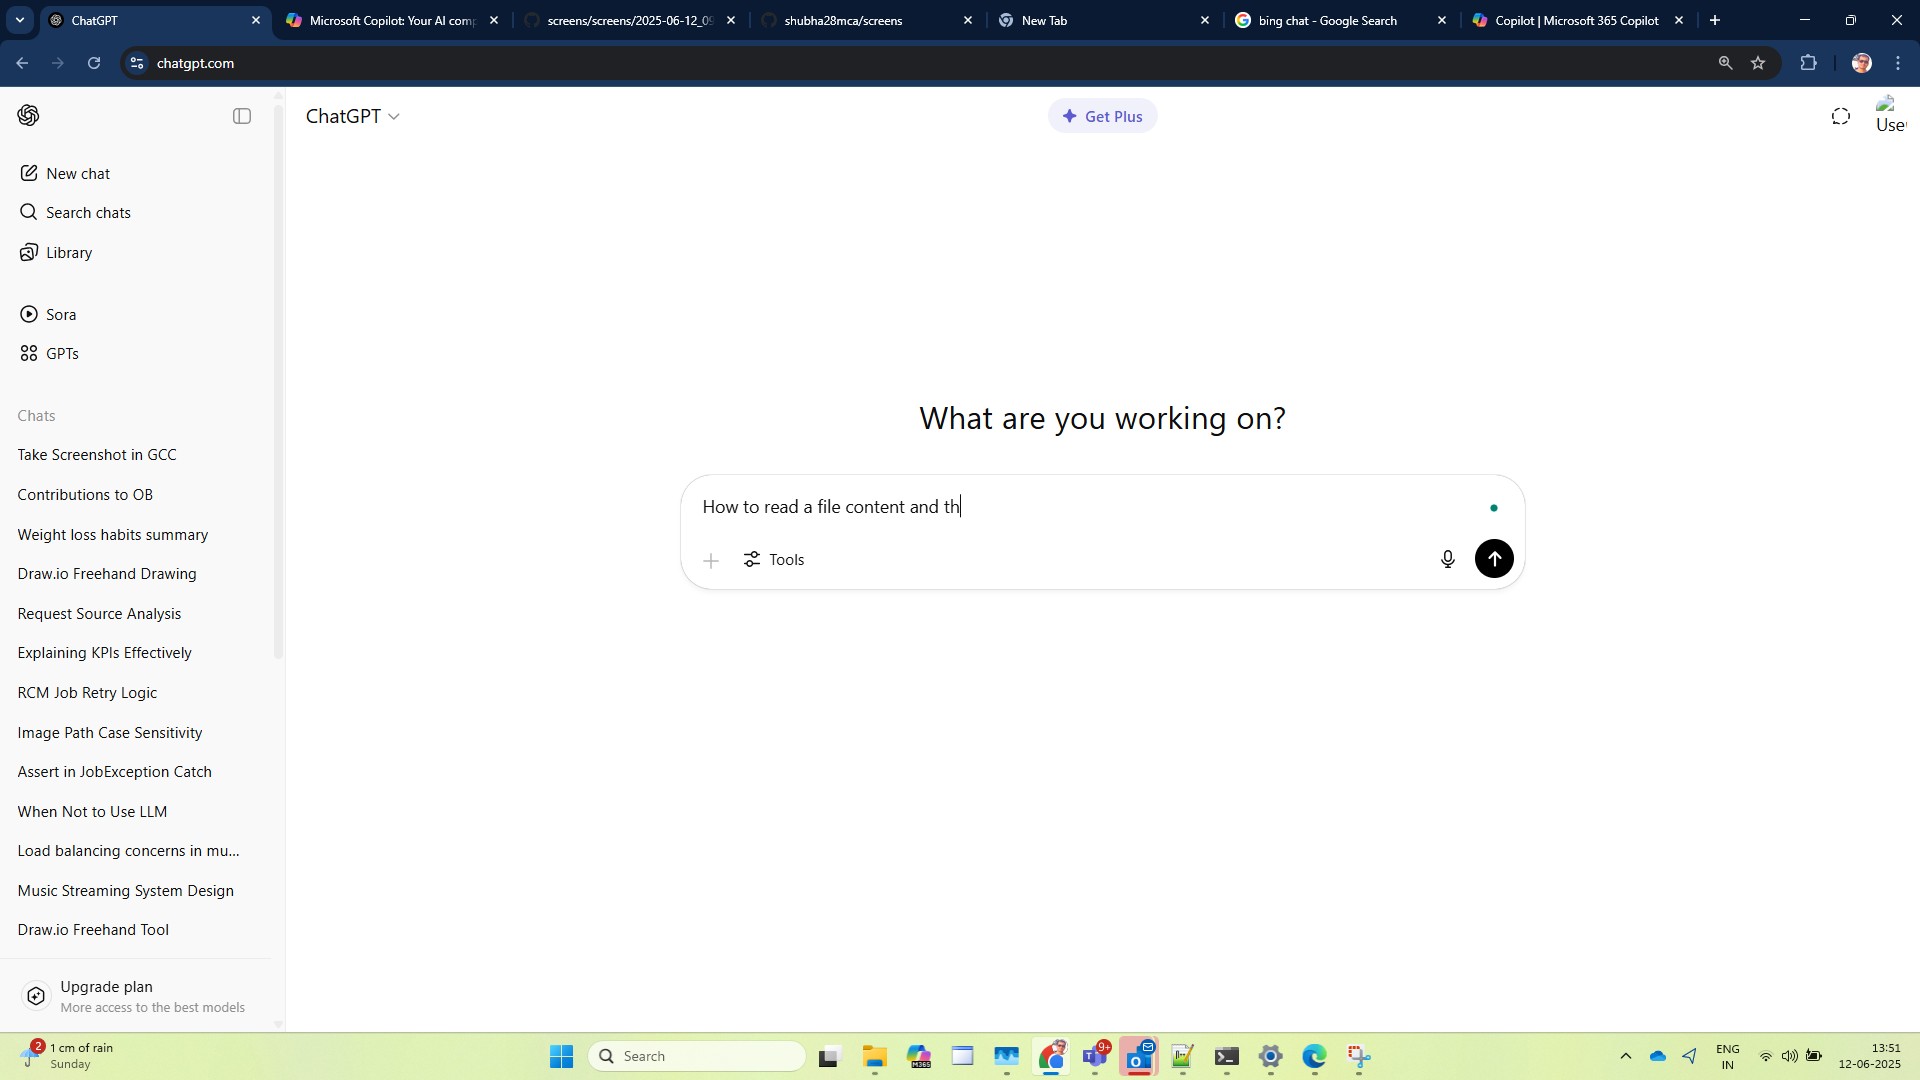 ChatGPT
Microsoft Copilot: Your AI comp
screens/screens/2025-06-12_09
shubha28mca/screens
New Tab
bing chat - Google Search
Copilot | Microsoft 365 Copilot
chatgpt.com
ChatGPT
Get Plus
Use
New chat
Search chats
Library
Sora
GPTs
Chats
Take Screenshot in GCC
Contributions to OB
Weight loss habits summary
Draw.io Freehand Drawing
Request Source Analysis
Explaining KPIs Effectively
RCM Job Retry Logic
Image Path Case Sensitivity
Assert in JobException Catch
When Not to Use LLM
Load balancing concerns in mu...
Music Streaming System Design
Draw.io Freehand Tool
Upgrade plan
More access to the best models
What are you working on?
How to read a file content and th
Tools
2
1 cm of rain
Sunday
Search
M365
9+
ENG
IN
13:51
12-06-2025